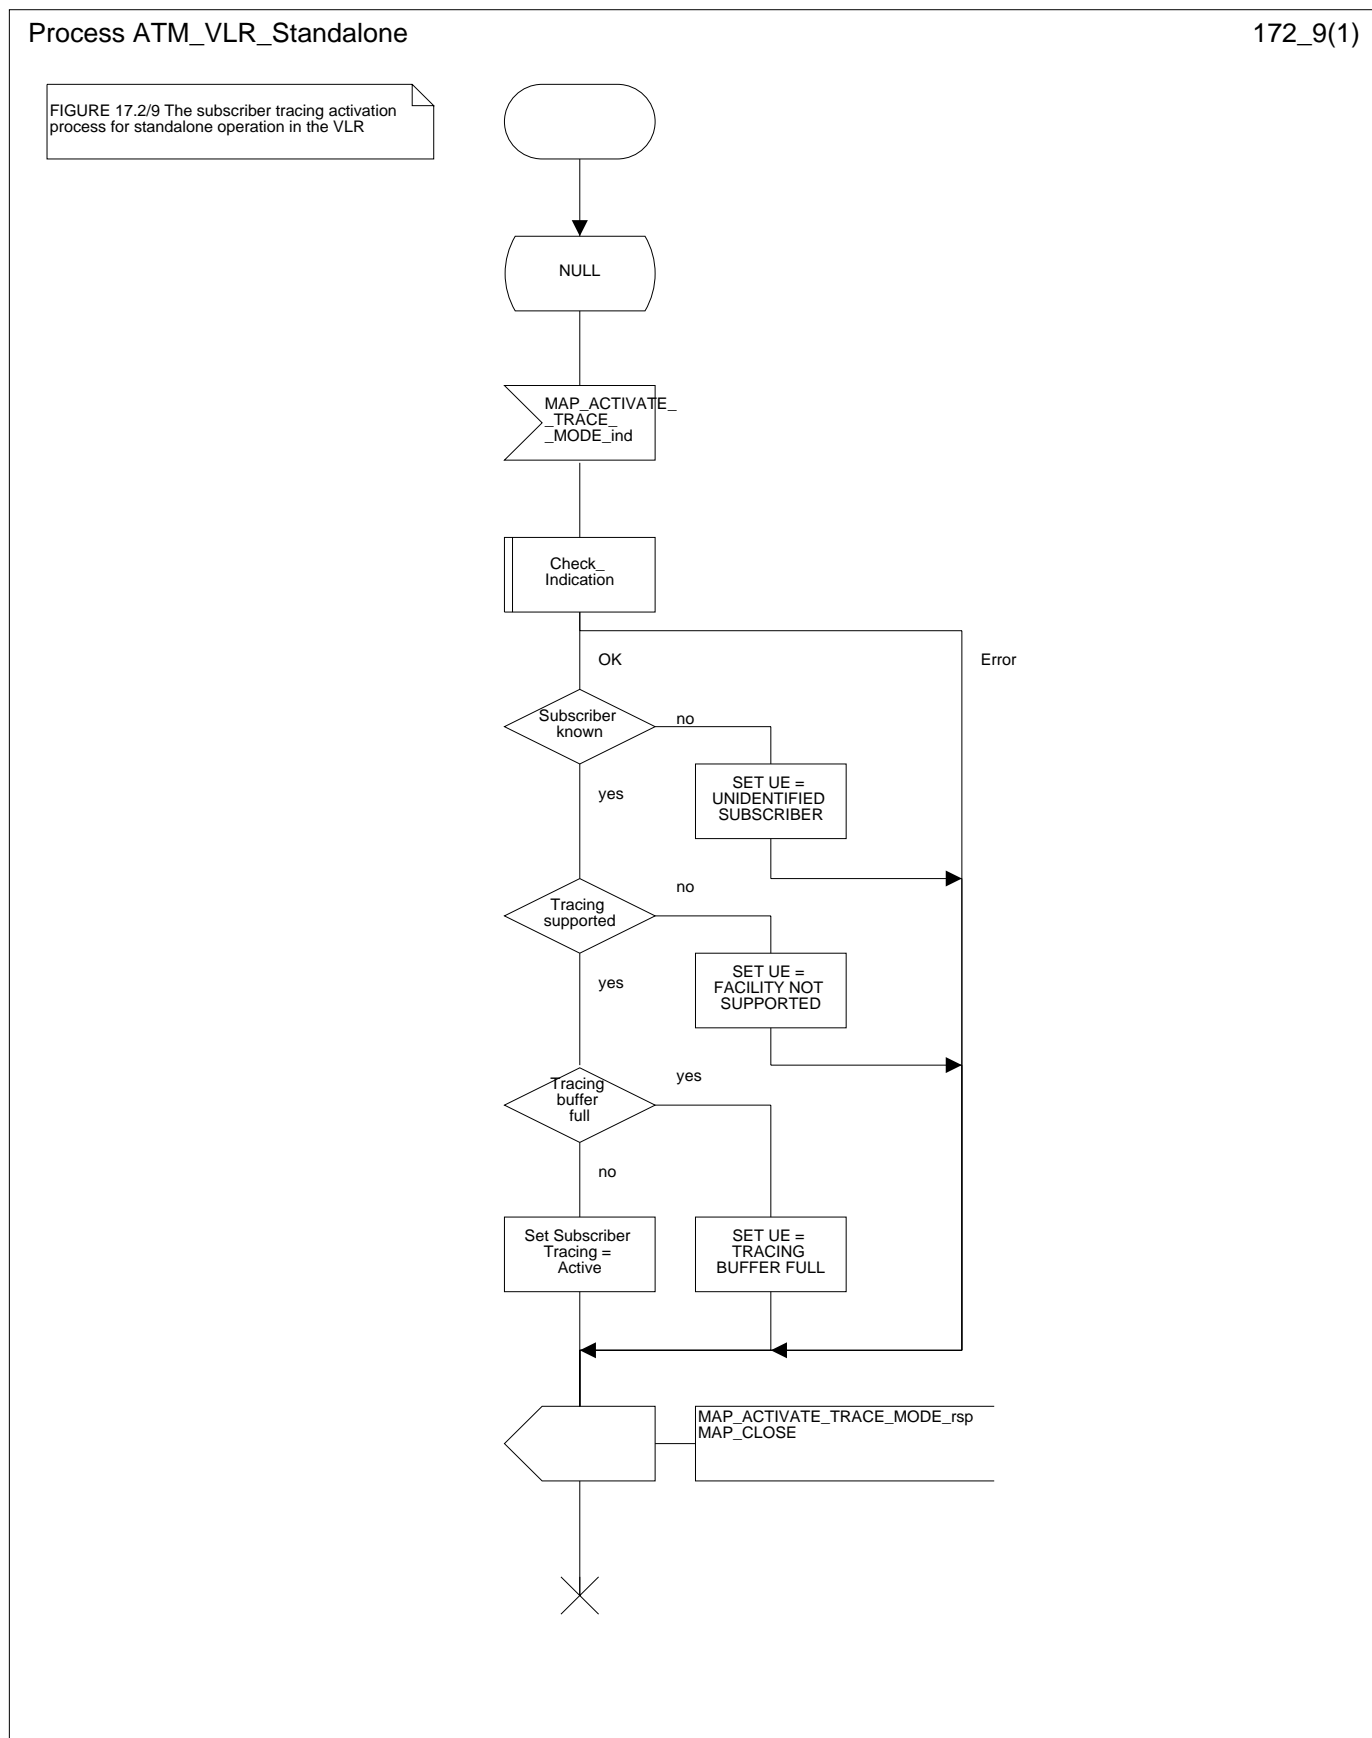 Process ATM_VLR_Standalone
172_9(1)
FIGURE 17.2/9 The subscriber tracing activation
process for standalone operation in the VLR
NULL
MAP_ACTIVATE_
_TRACE_
_MODE_ind
Check_
Indication
OK
Error
Subscriber
known
no
SET UE =
UNIDENTIFIED
SUBSCRIBER
yes
Tracing
supported
no
SET UE =
FACILITY NOT
SUPPORTED
yes
Tracing
buffer
full
yes
no
Set Subscriber
Tracing =
Active
SET UE =
TRACING
BUFFER FULL
MAP_ACTIVATE_TRACE_MODE_rsp
MAP_CLOSE